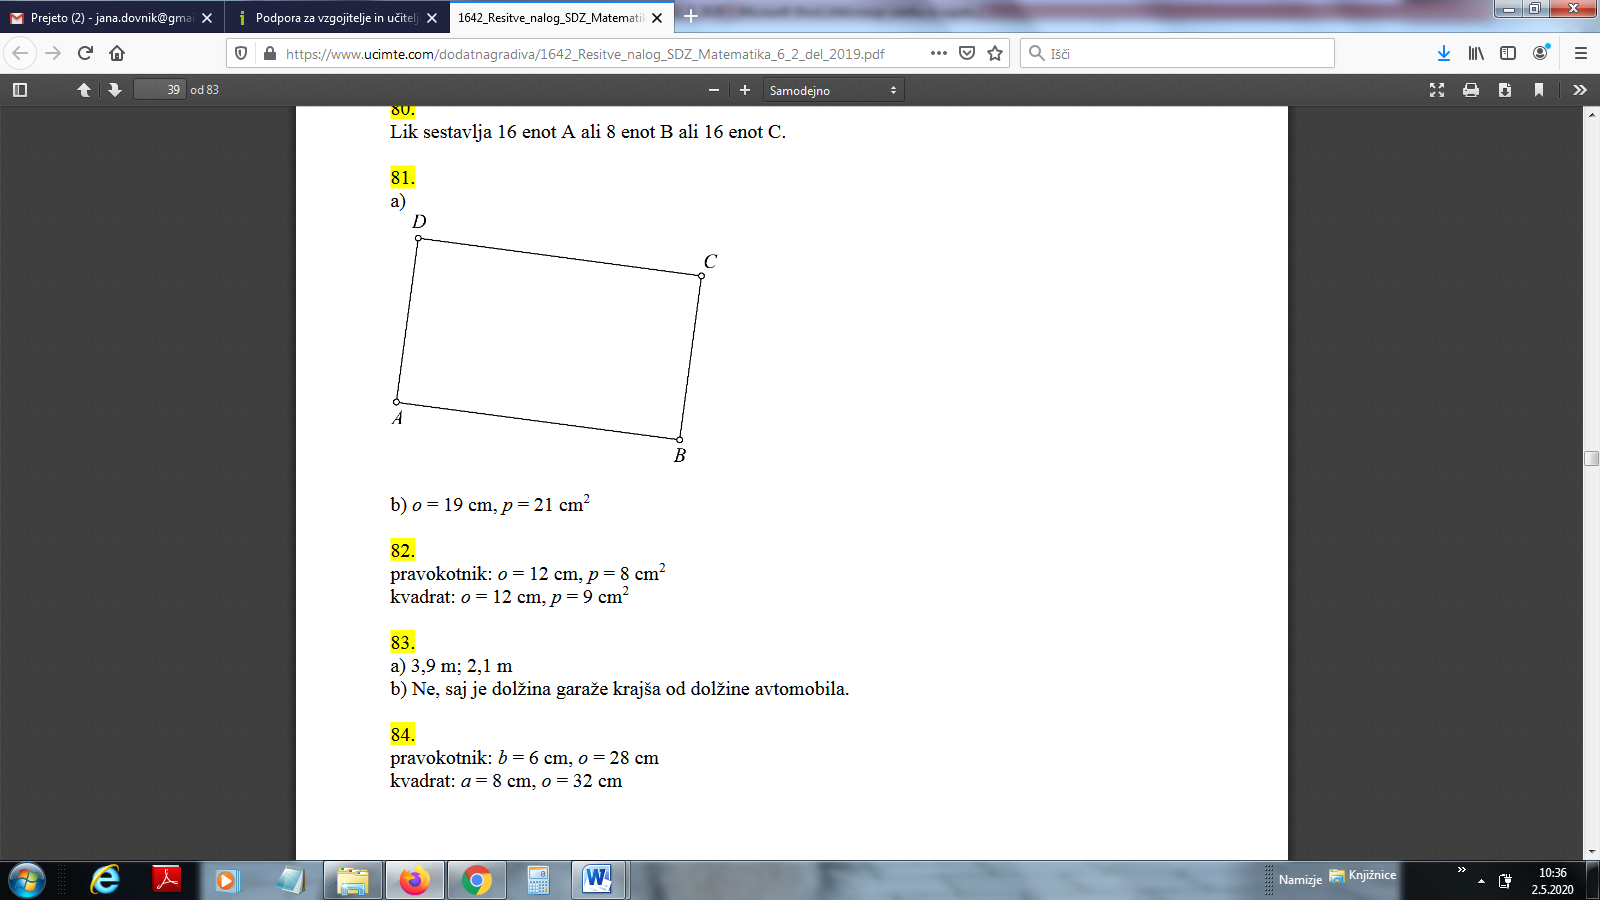 Prejeto (2) - jana.dovnik@gmai
Podpora za vzgojitelje in učitelj
1642_Resitve_nalog_SDZ_Matemati
https://www.ucimte.com/dodatnagradiva/1642_Resitve_nalog_SDZ_Matematika_6_2_del_2019.pdf
Išči
39 od 83
Samodejno
80.
Lik sestavlja 16 enot A ali 8 enot B ali 16 enot C.
81.
a)
D
C
A
B
b) o = 19 cm, p = 21 cm²
82.
pravokotnik: o = 12 cm, p = 8 cm²
kvadrat: o = 12 cm, p = 9 cm²
83.
a) 3,9 m; 2,1 m
b) Ne, saj je dolžina garaže krajša od dolžine avtomobila.
84.
pravokotnik: b = 6 cm, o = 28 cm
kvadrat: a = 8 cm, o = 32 cm
Namizje
Knjižnice
10:36
2.5.2020